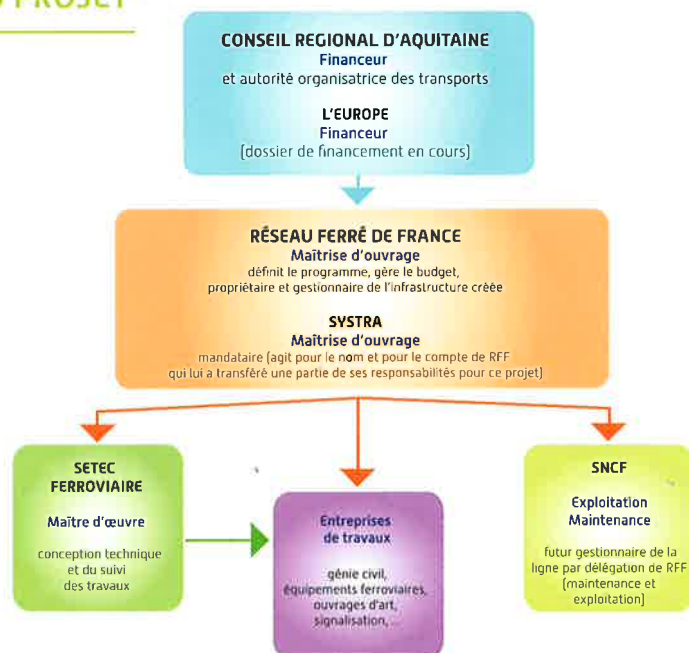 PROJET
CONSEIL REGIONAL D'AQUITAINE
Financeur
et autorité organisatrice des transports
L'EUROPE
Financeur
[dossier de financement en cours]
RÉSEAU FERRÉ DE FRANCE
Maîtrise d'ouvrage
définit le programme, gère le budget,
propriétaire et gestionnaire de l'infrastructure créée
SYSTRA
Maîtrise d'ouvrage
mandataire (agit pour le nom et pour le compte de RFF
qui lui a transféré une partie de ses responsabilités pour ce projet)
SETEC
FERROVIAIRE
Maître d'œuvre
conception technique
et du suivi
des travaux
Entreprises
de travaux
génie civil,
équipements ferroviaires,
ouvrages d'art,
signalisation, ...
SNCF
Exploitation
Maintenance
futur gestionnaire de la
ligne par délégation de RFF
[maintenance et
exploitation]